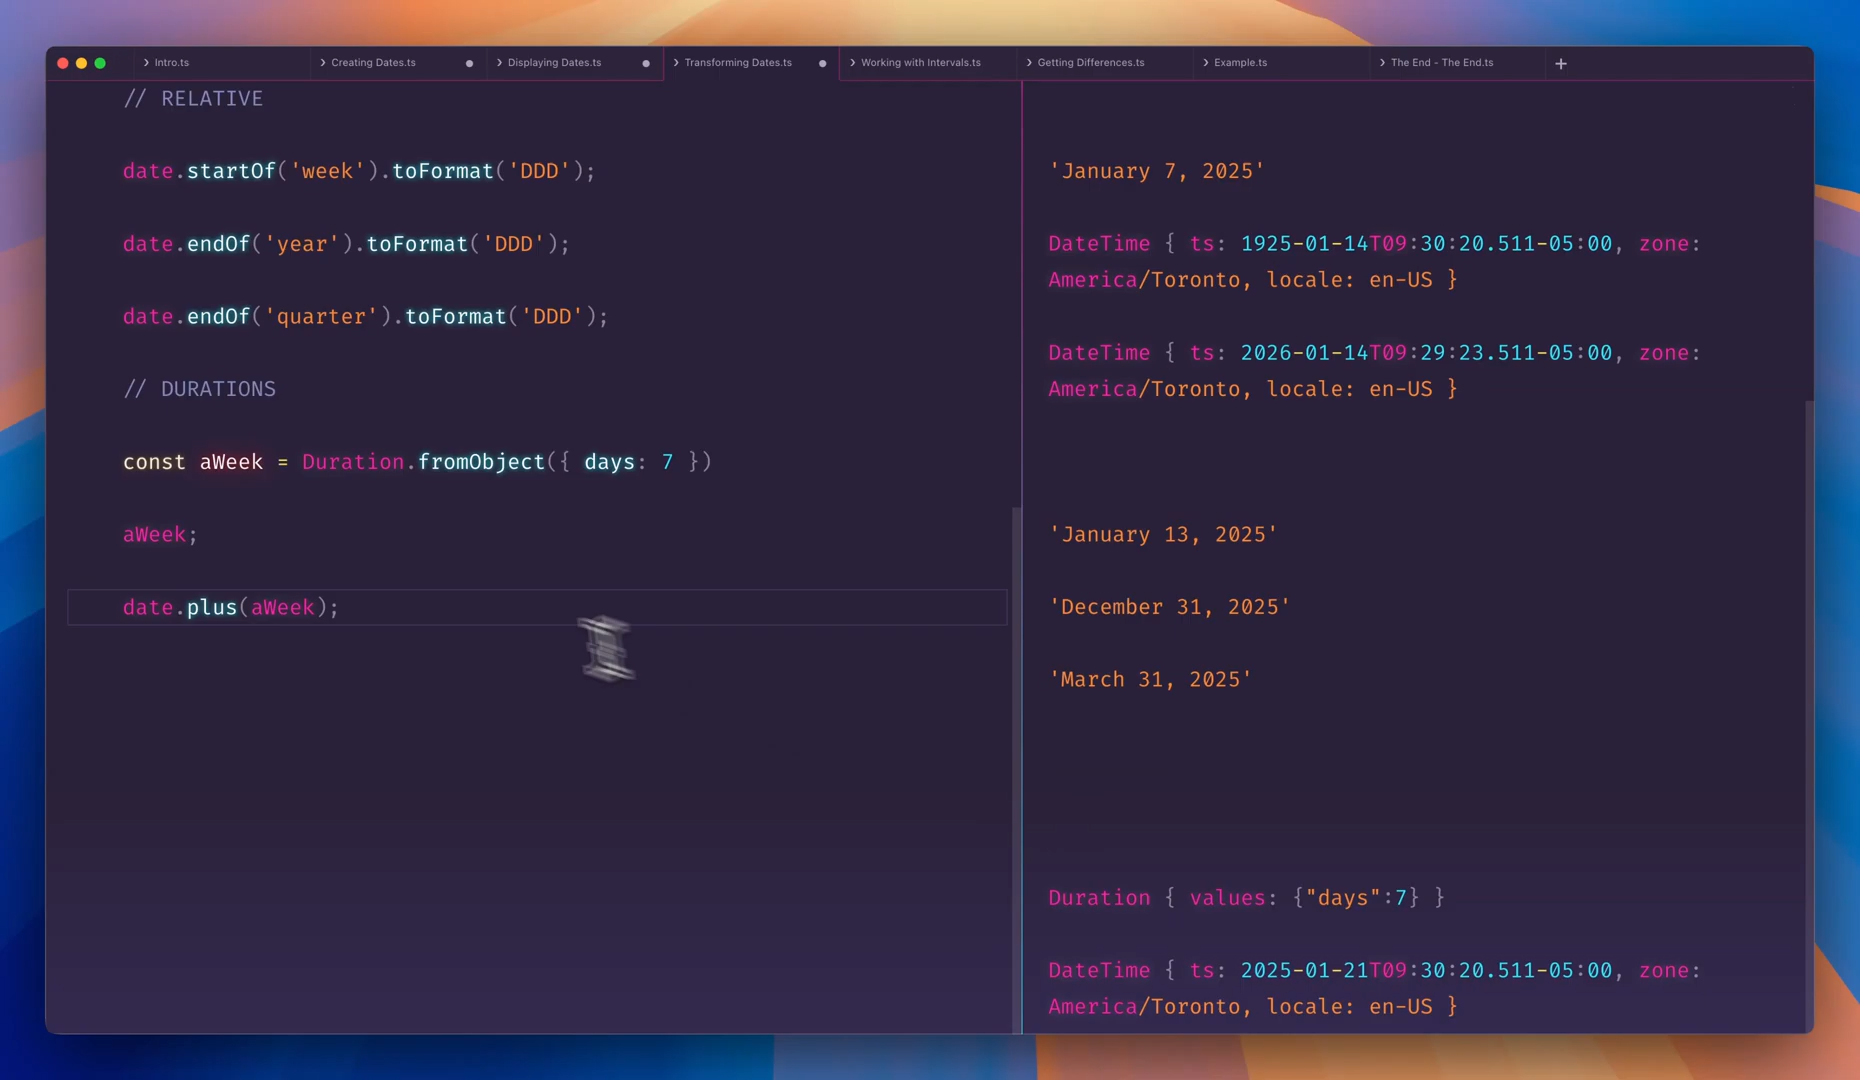 Intro.ts
Creating Dates.ts
Displaying Dates.ts
Transforming Dates.ts
Working with Intervals.ts
Getting Differences.ts
Example.ts
The End - The End.ts
// RELATIVE
date.startOf('week').toFormat('DDD');
date.endOf('year').toFormat('DDD');
date.endOf('quarter').toFormat('DDD');
// DURATIONS
const aWeek = Duration.fromObject({ days: 7 })
aWeek;
date.plus(aWeek);
'January 7, 2025'
DateTime { ts: 1925-01-14T09:30:20.511-05:00, zone:
America/Toronto, locale: en-US }
DateTime { ts: 2026-01-14T09:29:23.511-05:00, zone:
America/Toronto, locale: en-US }
'January 13, 2025'
'December 31, 2025'
'March 31, 2025'
Duration { values: {"days":7} }
DateTime { ts: 2025-01-21T09:30:20.511-05:00, zone:
America/Toronto, locale: en-US }